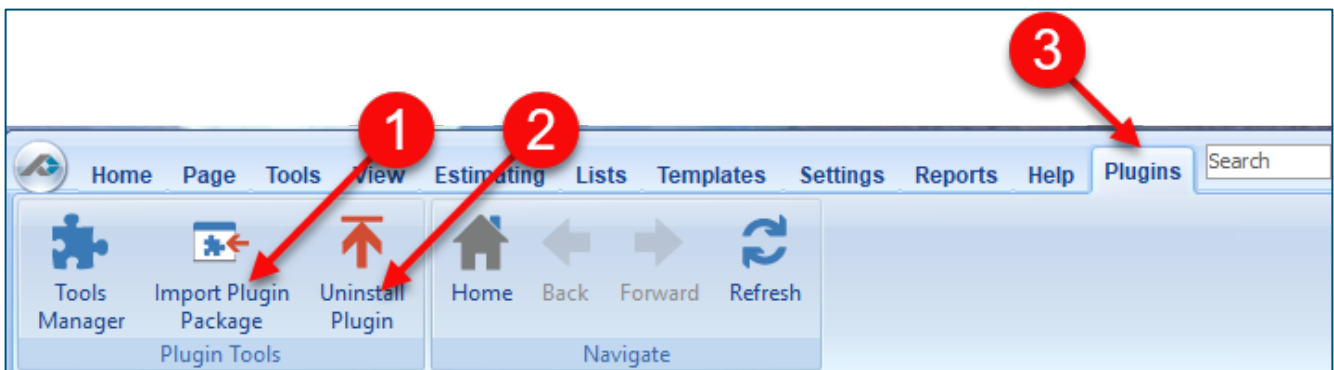 3
1
2
Home Page Tools View Estimating Lists Templates Settings Reports Help Plugins Search
Tools Import Plugin Uninstall Home Back Forward Refresh
Manager Package Plugin
Plugin Tools Navigate